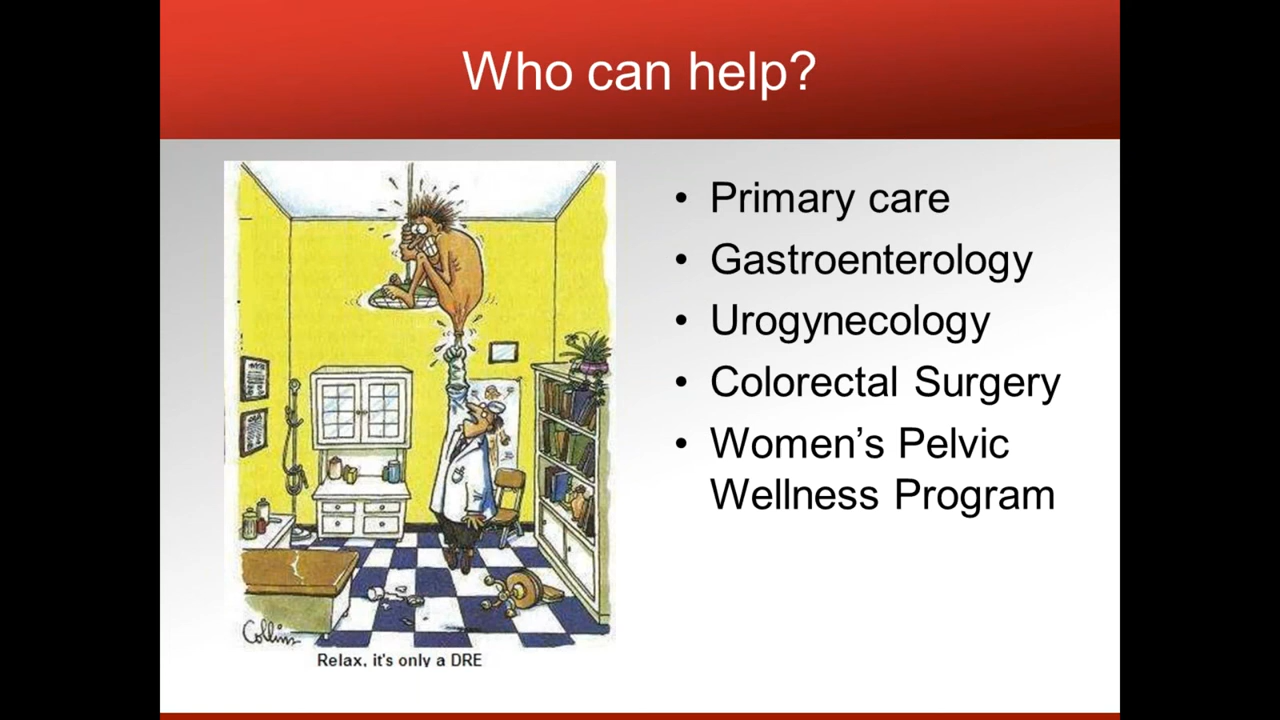 Who can help?
• Primary care
• Gastroenterology
• Urogynecology
• Colorectal Surgery
• Women’s Pelvic
Wellness Program
Collins
Relax, it's only a DRE